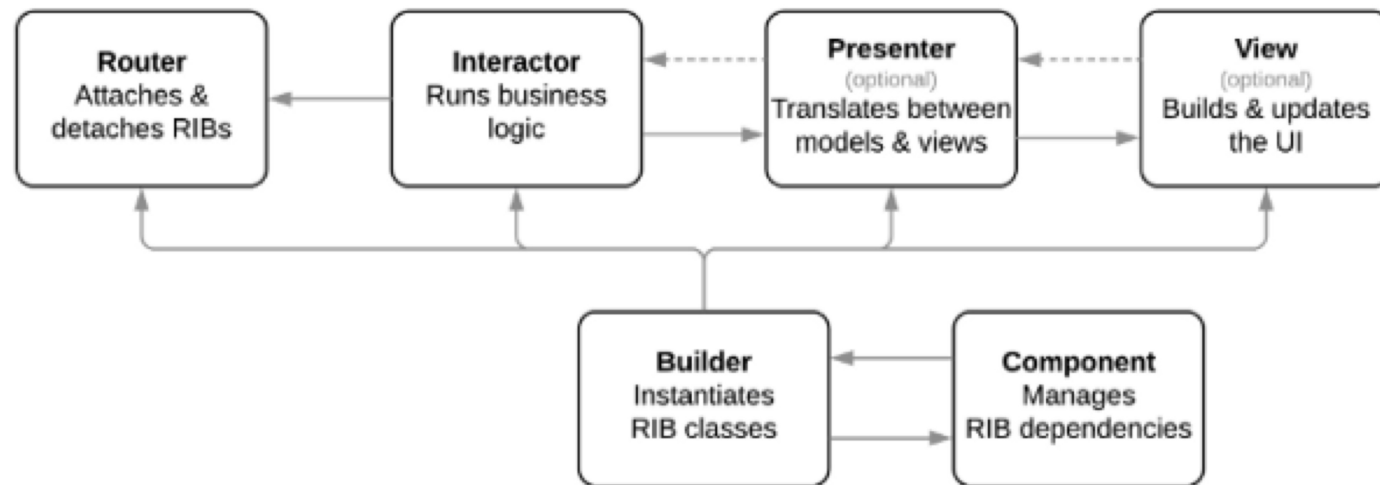 Router
Attaches &
detaches RIBs
Interactor
Runs business
logic
Presenter
(optional)
Translates between
models & views
View
(optional)
Builds & updates
the UI
Builder
Instantiates
RIB classes
Component
Manages
RIB dependencies